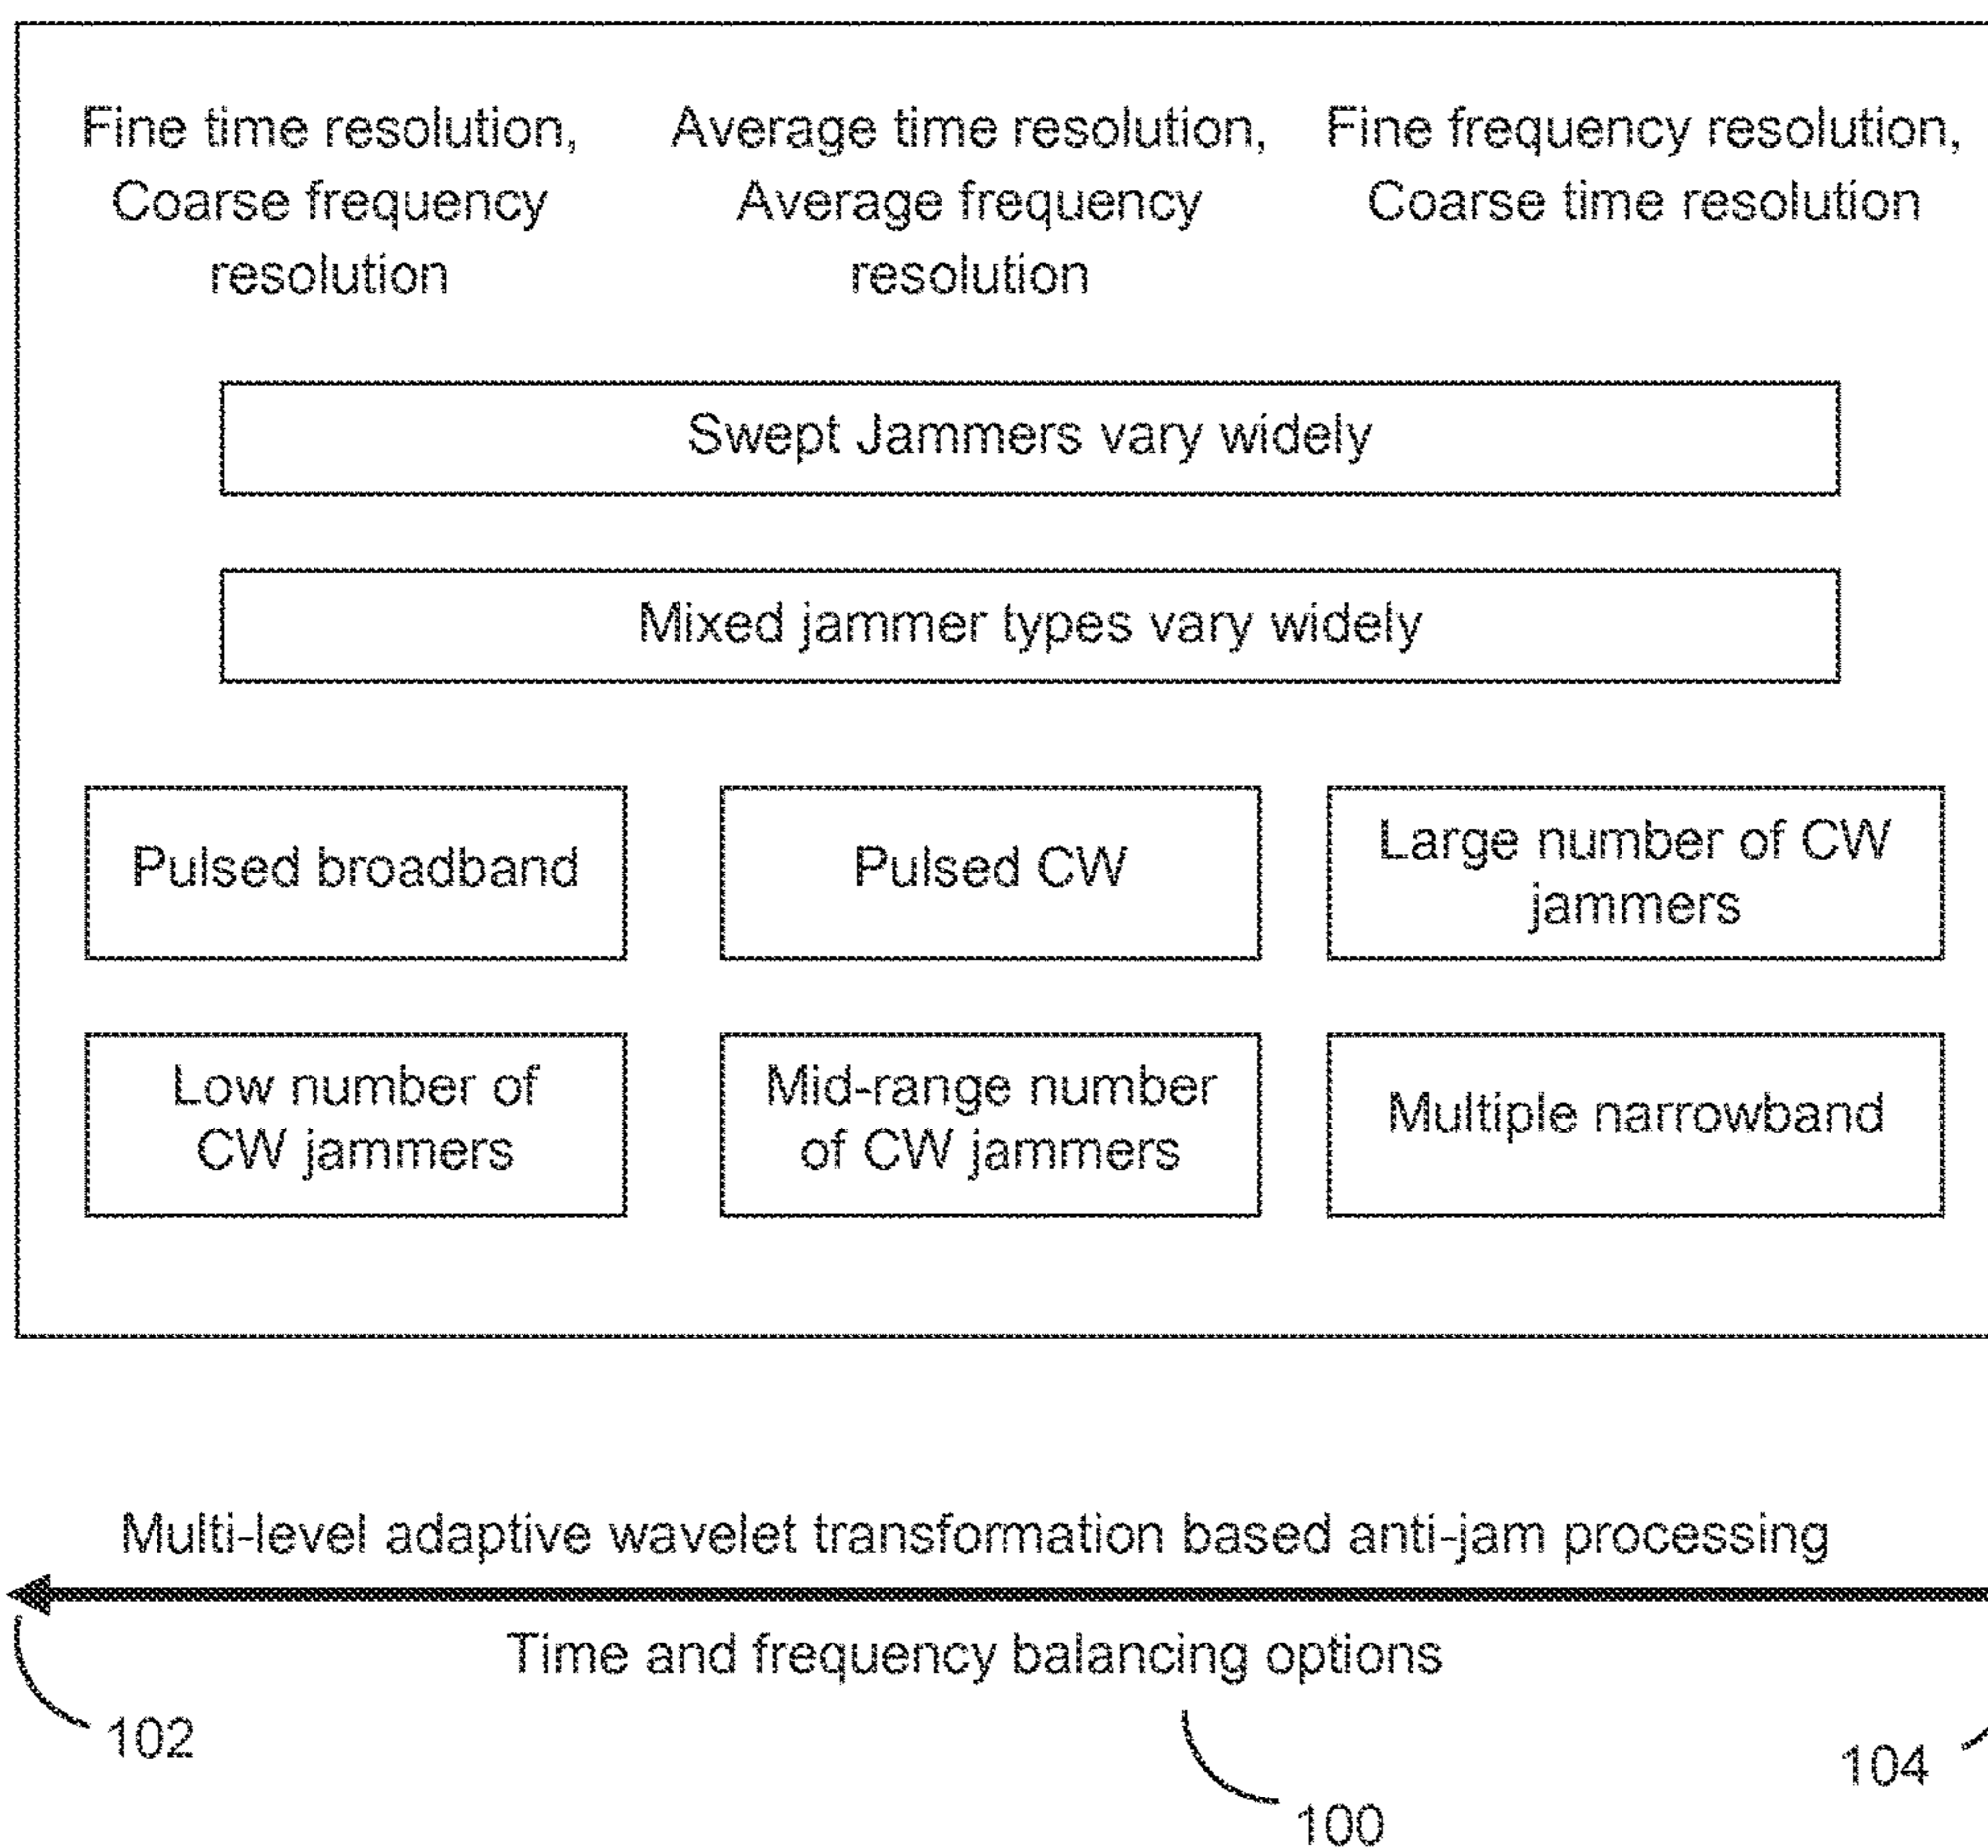 Fine time resolution,
Coarse frequency
resolution
Average time resolution,
Average frequency
resolution
Fine frequency resolution,
Coarse time resolution
Swept Jammers vary widely
Mixed jammer types vary widely
Pulsed broadband
Pulsed CW
Large number of CW
jammers
Low number of
CW jammers
Mid-range number
of CW jammers
Multiple narrowband
Multi-level adaptive wavelet transformation based anti-jam processing
Time and frequency balancing options
102
104
100